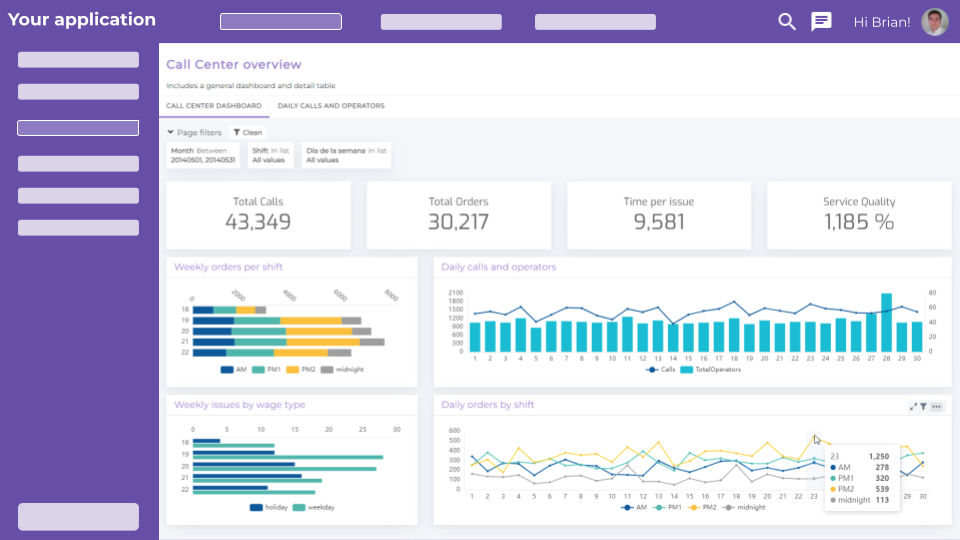 Your application
Hi Brian!
Call Center overview
Includes a general dashboard and detail table
CALL CENTER DASHBOARD DAILY CALLS AND OPERATORS
Page filters Clean
Month Between Shift In list Día de la semana In list
20140501, 20140531 All values All values
Total Calls Total Orders Time per issue Service Quality
43,349 30,217 9,581 1,185 %
Weekly orders per shift
0 2000 4000 6000 8000
18
19
20
21
22
AM PM1 PM2 midnight
Daily calls and operators
2100 80
1800
1500 60
1200
900 40
600 20
300
0 0
1 2 3 4 5 6 7 8 9 10 11 12 13 14 15 16 17 18 19 20 21 22 23 24 25 26 27 28 29 30
Calls TotalOperators
Weekly issues by wage type
0 5 10 15 20 25 30
18
19
20
21
22
holiday weekday
Daily orders by shift
600
500
400
300
200
100
0
1 2 3 4 5 6 7 8 9 10 11 12 13 14 15 16 17 18 19 20 21 22 23 28 29 30
AM PM1 PM2 midnight
23 1,250
AM 278
PM1 320
PM2 539
midnight 113